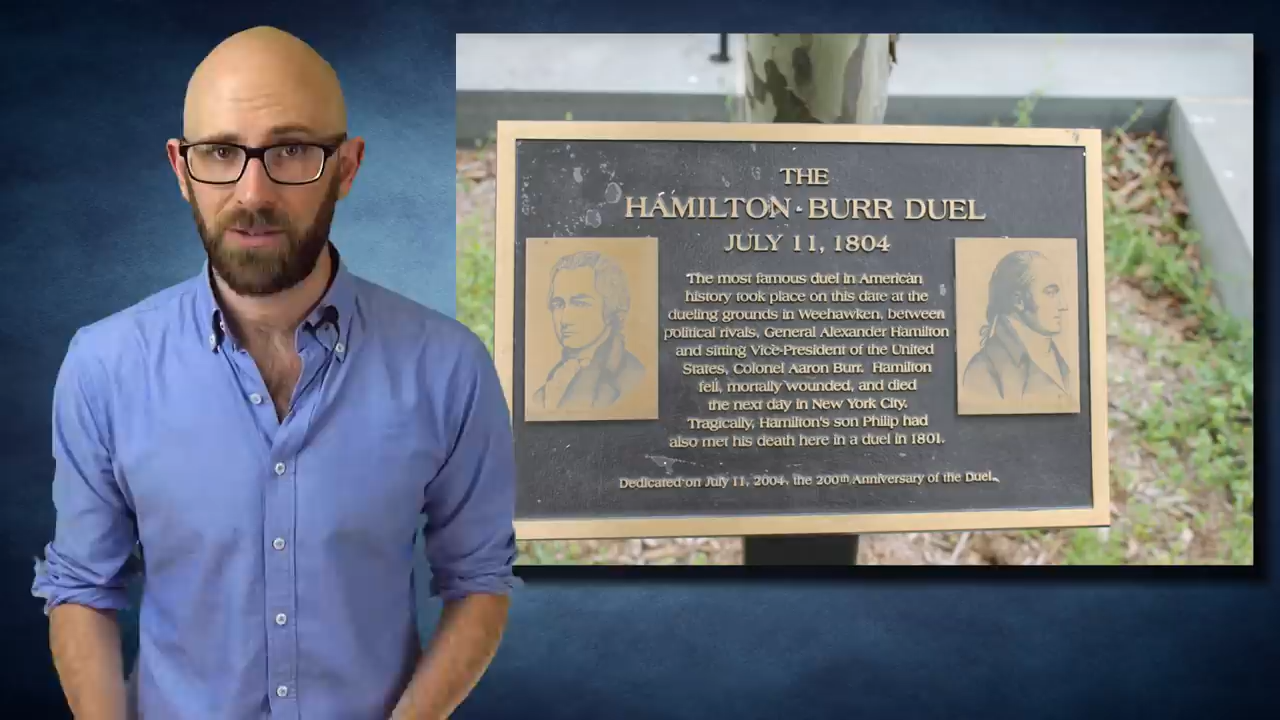 THE
HAMILTON·BURR DUEL
JULY 11, 1804
The most famous duel in American
history took place on this date at the
dueling grounds in Weehawken, between
political rivals, General Alexander Hamilton
and sitting Vice-President of the United
States, Colonel Aaron Burr. Hamilton
fell, mortally wounded, and died
the next day in New York City.
Tragically, Hamilton's son Philip had
also met his death here in a duel in 1801.
Dedicated on July 11, 2004, the 200th Anniversary of the Duel.